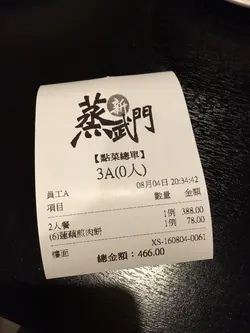 蒸新武門
【點菜總單】
3A(0人)
08月04日 20:34:42
員工A
項目 數量 金額
2人餐 1例 388.00
(6)蓮藕煎肉餅 1例 78.00
XS-160804-0061
樓面 總金額：466.00